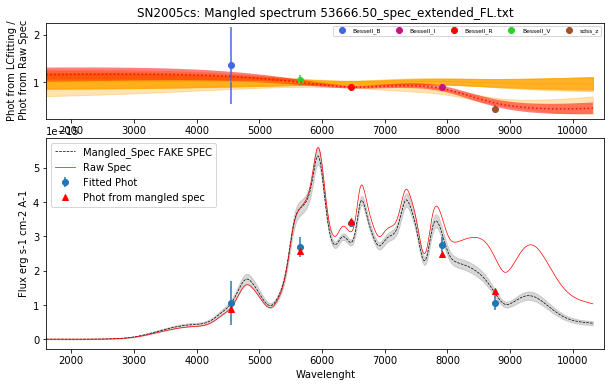 SN2005cs: Mangled spectrum 53666.50_spec_extended_FL.txt
Phot from LCfitting /
Phot from Raw Spec
2
1
Bessell_B
Bessell_I
Bessell_R
Bessell_V
sdss_z
2000 3000 4000 5000 6000 7000 8000 9000 10000
Flux erg s-1 cm-2 A-1
5
4
3
2
1
0
Mangled_Spec FAKE SPEC
Raw Spec
Fitted Phot
Phot from mangled spec
2000 3000 4000 5000 6000 7000 8000 9000 10000
Wavelenght